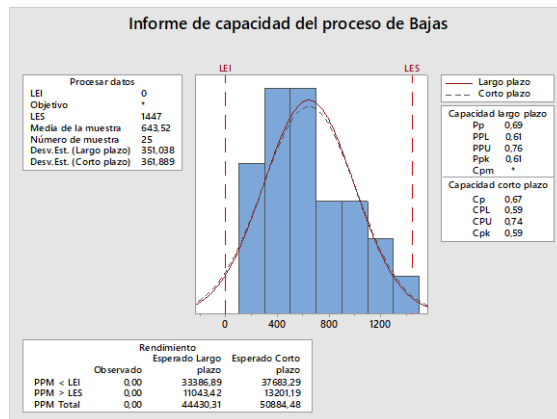 Informe de capacidad del proceso de Bajas
LEI
LES
Procesar datos
LEI 0
Objetivo *
LES 1447
Media de la muestra 643,52
Número de muestra 25
Desv.Est. (Largo plazo) 351,038
Desv.Est. (Corto plazo) 361,889
Largo plazo
Corto plazo
Capacidad largo plazo
Pp 0,69
PPL 0,61
PPU 0,76
Ppk 0,61
Cpm *
Capacidad corto plazo
Cp 0,67
CPL 0,59
CPU 0,74
Cpk 0,59
0 400 800 1200
Rendimiento
Esperado Largo Esperado Corto
Observado plazo plazo
PPM < LEI 0,00 33386,89 37683,29
PPM > LES 0,00 11043,42 13201,19
PPM Total 0,00 44430,31 50884,48